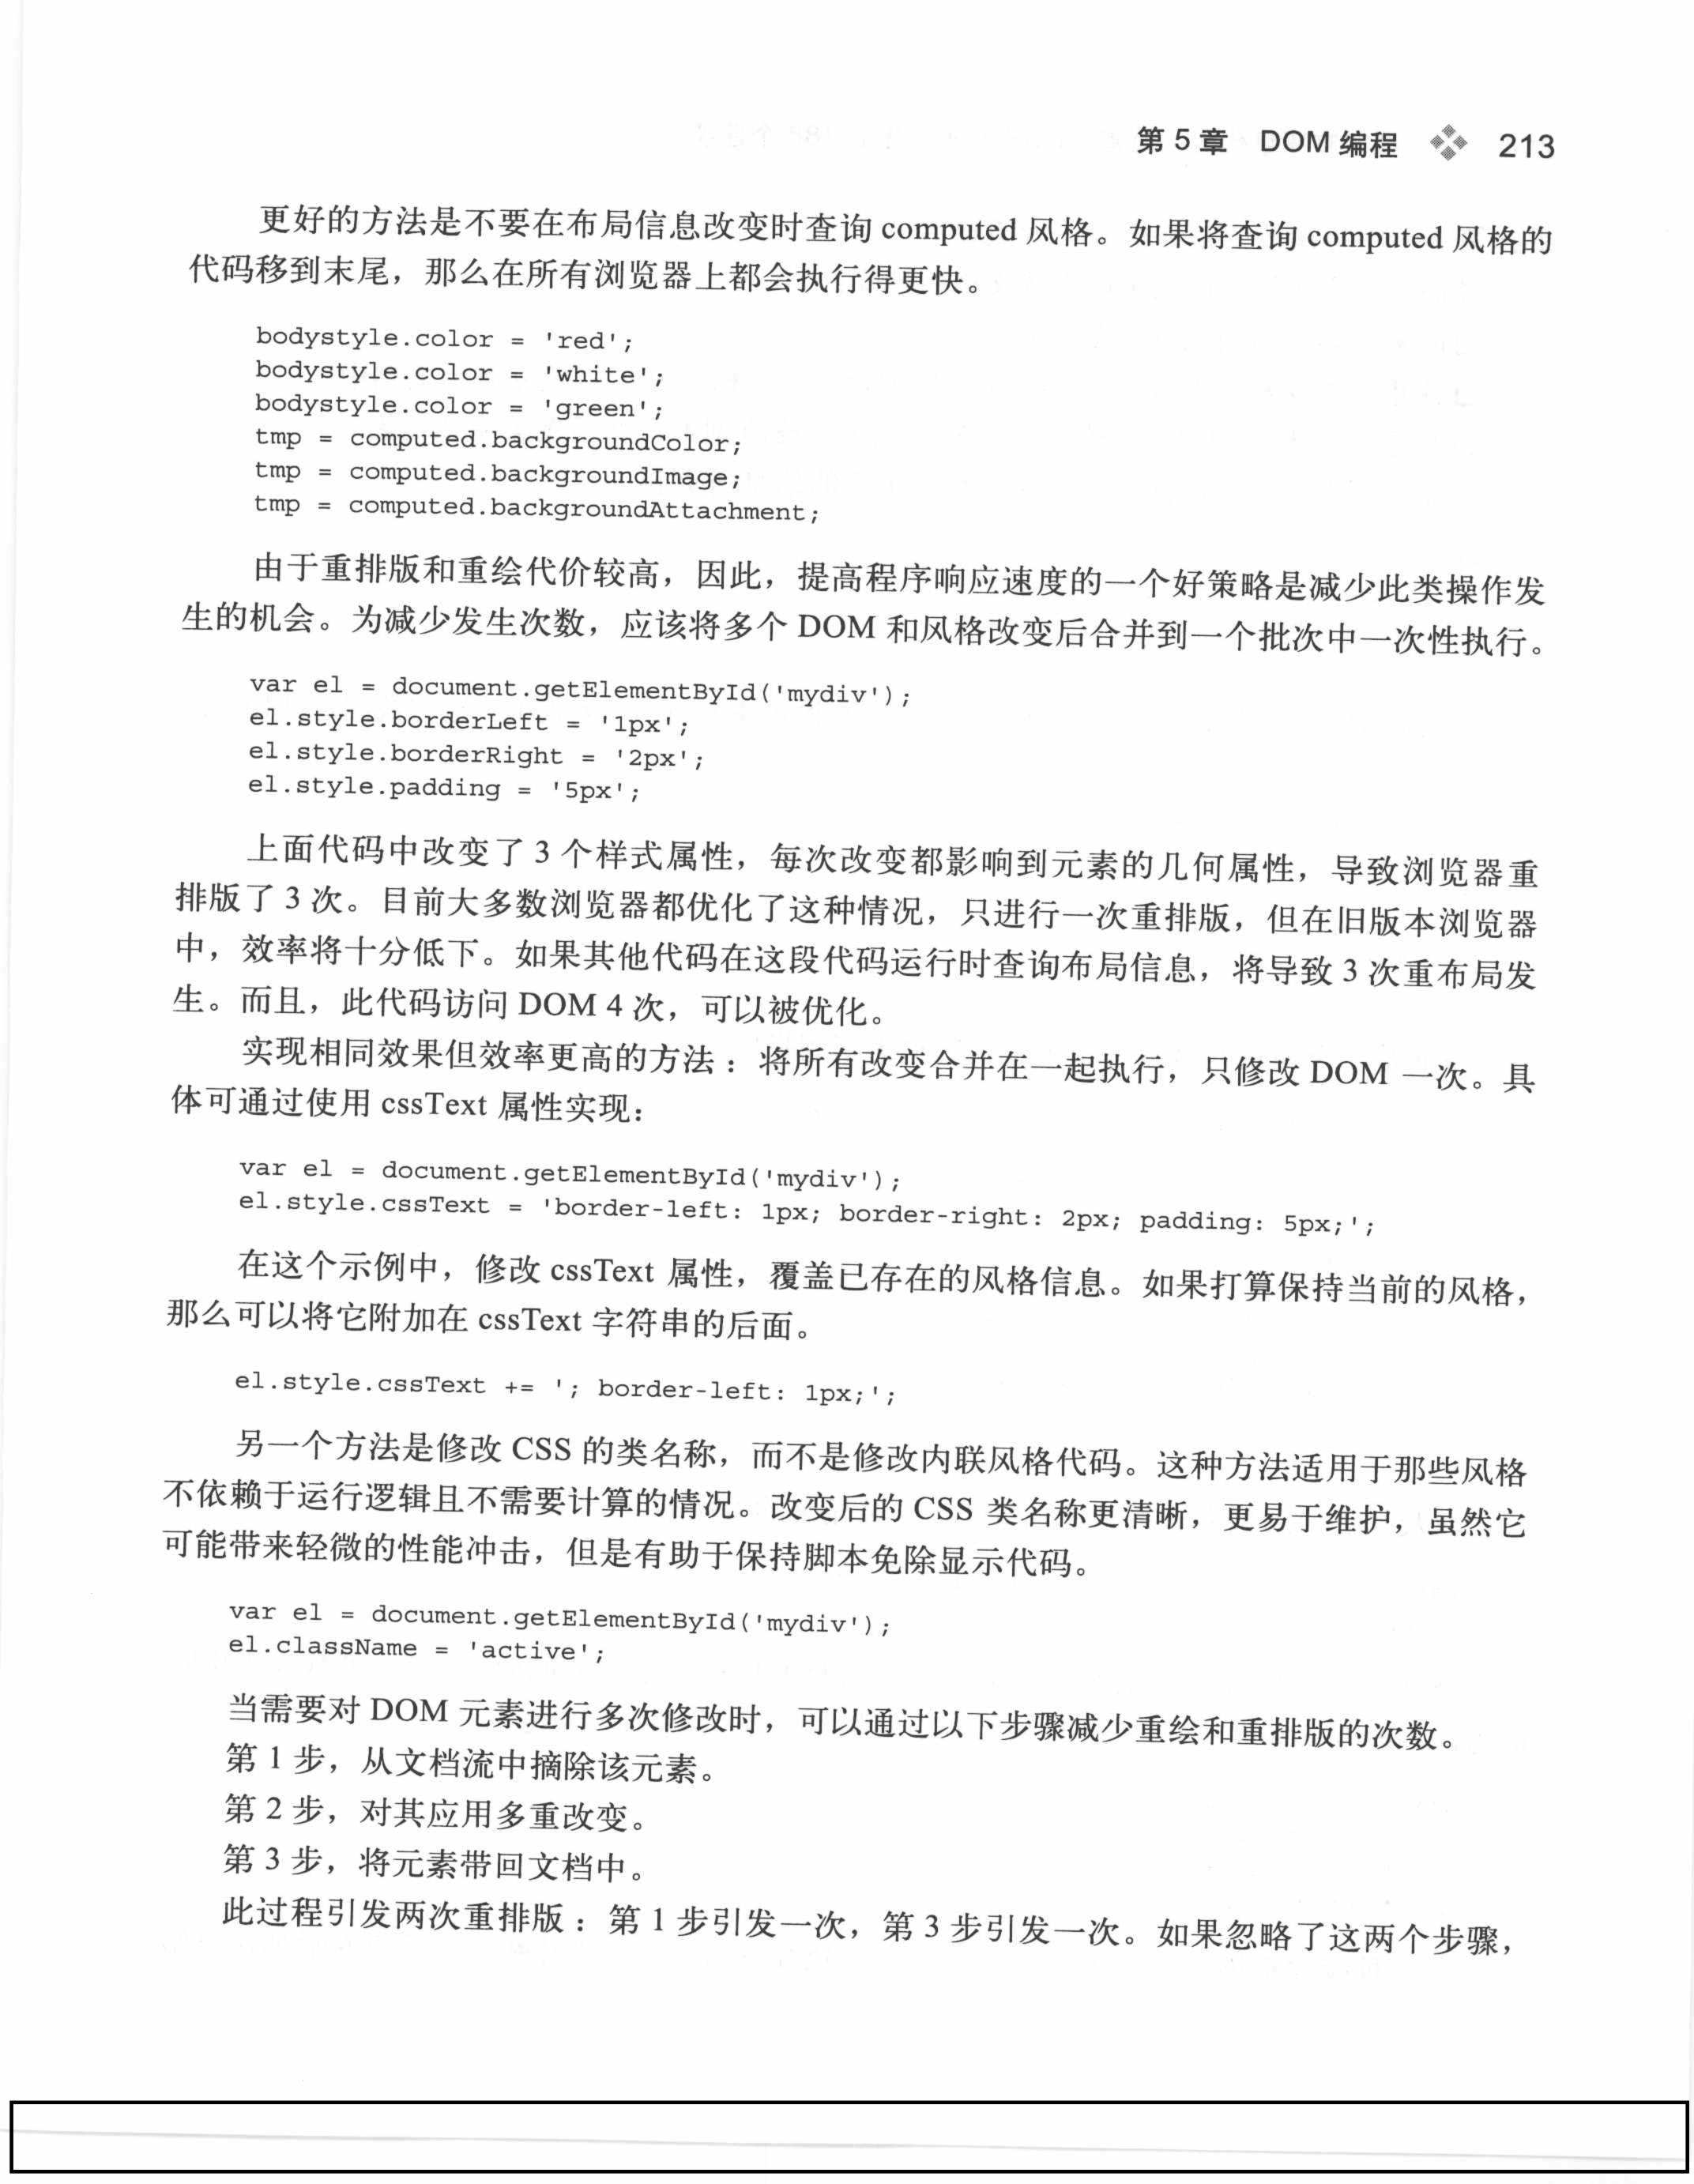 第 5 章 DOM 编程 213
更好的方法是不要在布局信息改变时查询 computed 风格。如果将查询 computed 风格的
代码移到末尾，那么在所有浏览器上都会执行得更快。
bodystyle.color = 'red';
bodystyle.color = 'white';
bodystyle.color = 'green';
tmp = computed.backgroundColor;
tmp = computed.backgroundImage;
tmp = computed.backgroundAttachment;
由于重排版和重绘代价较高，因此，提高程序响应速度的一个好策略是减少此类操作发
生的机会。为减少发生次数，应该将多个 DOM 和风格改变后合并到一个批次中一次性执行。
var el = document.getElementById('mydiv');
el.style.borderLeft = '1px';
el.style.borderRight = '2px';
el.style.padding = '5px';
上面代码中改变了 3 个样式属性，每次改变都影响到元素的几何属性，导致浏览器重
排版了 3 次。目前大多数浏览器都优化了这种情况，只进行一次重排版，但在旧版本浏览器
中，效率将十分低下。如果其他代码在这段代码运行时查询布局信息，将导致 3 次重布局发
生。而且，此代码访问 DOM 4 次，可以被优化。
实现相同效果但效率更高的方法：将所有改变合并在一起执行，只修改 DOM 一次。具
体可通过使用 cssText 属性实现：
var el = document.getElementById('mydiv');
el.style.cssText = 'border-left: 1px; border-right: 2px; padding: 5px;';
在这个示例中，修改 cssText 属性，覆盖已存在的风格信息。如果打算保持当前的风格，
那么可以将它附加在 cssText 字符串的后面。
el.style.cssText += '; border-left: 1px;';
另一个方法是修改 CSS 的类名称，而不是修改内联风格代码。这种方法适用于那些风格
不依赖于运行逻辑且不需要计算的情况。改变后的 CSS 类名称更清晰，更易于维护，虽然它
可能带来轻微的性能冲击，但是有助于保持脚本免除显示代码。
var el = document.getElementById('mydiv');
el.className = 'active';
当需要对 DOM 元素进行多次修改时，可以通过以下步骤减少重绘和重排版的次数。
第 1 步，从文档流中摘除该元素。
第 2 步，对其应用多重改变。
第 3 步，将元素带回文档中。
此过程引发两次重排版：第 1 步引发一次，第 3 步引发一次。如果忽略了这两个步骤，